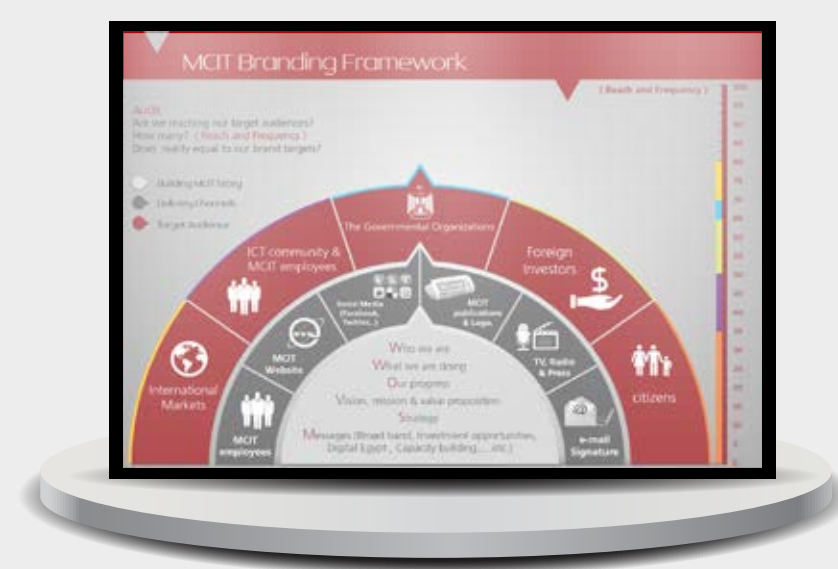 MCIT Branding Framework
( Reach and Frequency )
Audit
Are we reaching our target audiences?
How many? ( Reach and Frequency )
Does reality equal to our brand targets?
Building MCIT Story
Delivery Channels
Target Audience
The Governmental Organizations
ICT community &
MCIT employees
Foreign
Investors
International
Markets
citizens
Social Media
(Facebook,
Twitter,..)
MCIT
publications
& Logo
MCIT
Website
TV, Radio
& Press
MCIT
employees
e-mail
Signature
Who we are
What we are doing
Our progress
Vision, mission & value proposition
Strategy
Messages (Broad band, Investment opportunities,
Digital Egypt , Capacity building.....etc.)